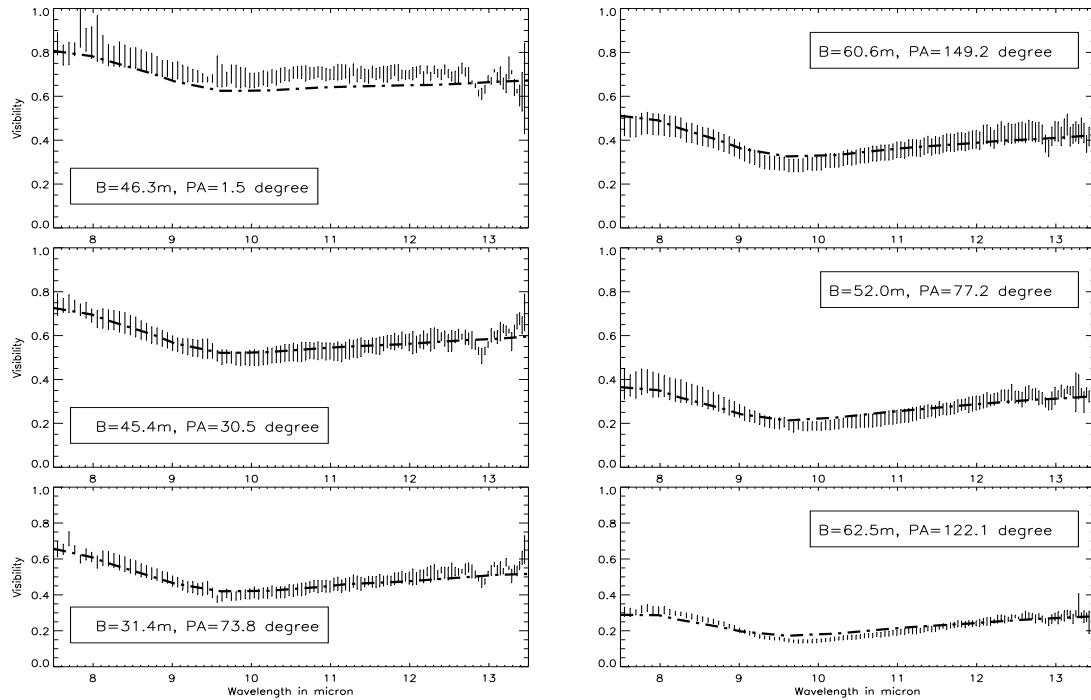 1.0
0.8
0.6
0.4
0.2
0.0
Visibility
B=46.3m, PA=1.5 degree
8 9 10 11 12 13
1.0
0.8
0.6
0.4
0.2
0.0
Visibility
B=45.4m, PA=30.5 degree
8 9 10 11 12 13
1.0
0.8
0.6
0.4
0.2
0.0
Visibility
B=31.4m, PA=73.8 degree
8 9 10 11 12 13
Wavelength in micron
1.0
0.8
0.6
0.4
0.2
0.0
B=60.6m, PA=149.2 degree
8 9 10 11 12 13
1.0
0.8
0.6
0.4
0.2
0.0
B=52.0m, PA=77.2 degree
8 9 10 11 12 13
1.0
0.8
0.6
0.4
0.2
0.0
B=62.5m, PA=122.1 degree
8 9 10 11 12 13
Wavelength in micron